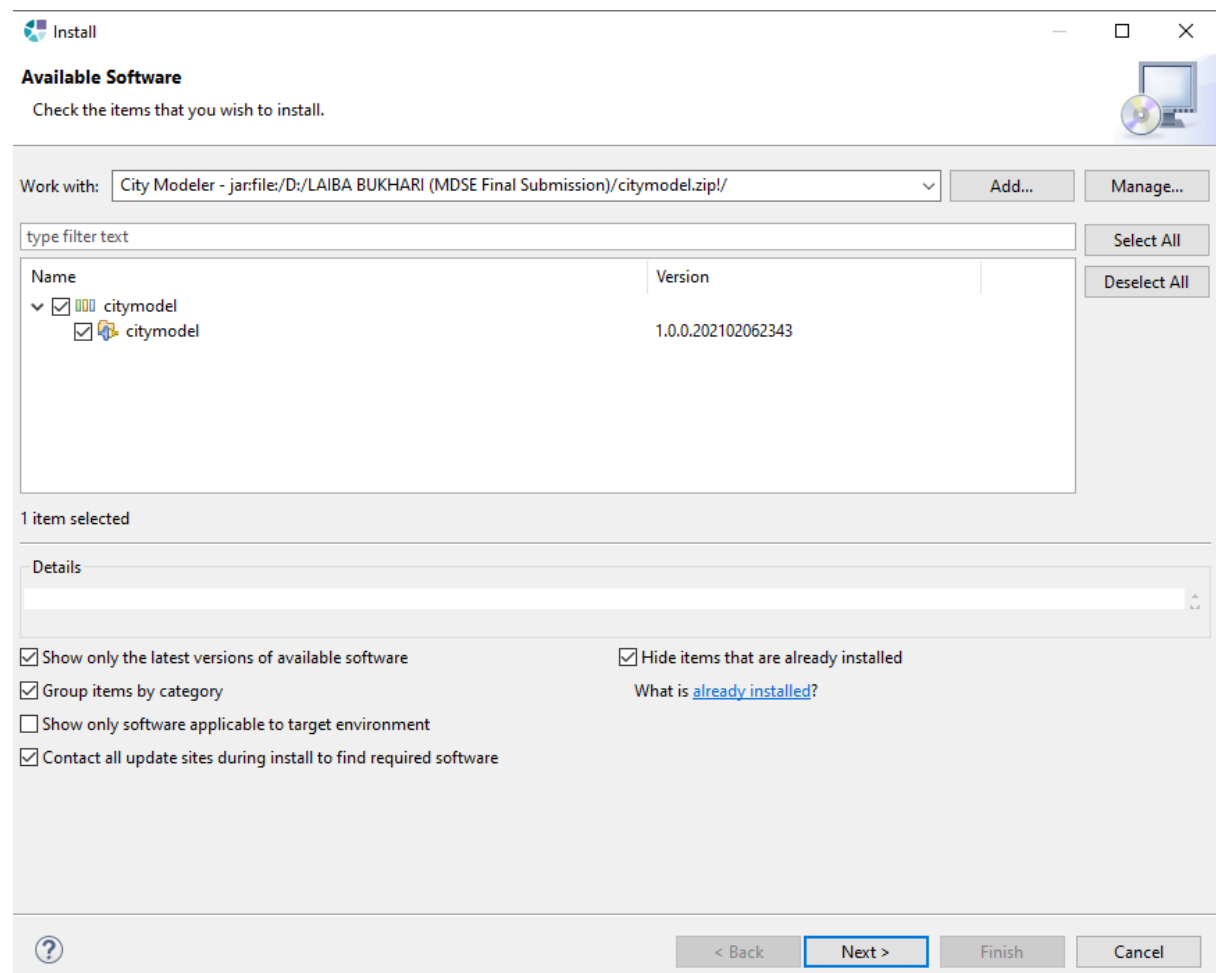 Install
Available Software
Check the items that you wish to install.
Work with: City Modeler - jar:file:/D:/LAIBA BUKHARI (MDSE Final Submission)/citymodel.zip!/ Add... Manage...
type filter text Select All
Name Version Deselect All
citymodel
citymodel 1.0.0.202102062343
1 item selected
Details
Show only the latest versions of available software Hide items that are already installed
Group items by category What is already installed?
Show only software applicable to target environment
Contact all update sites during install to find required software
? < Back Next > Finish Cancel